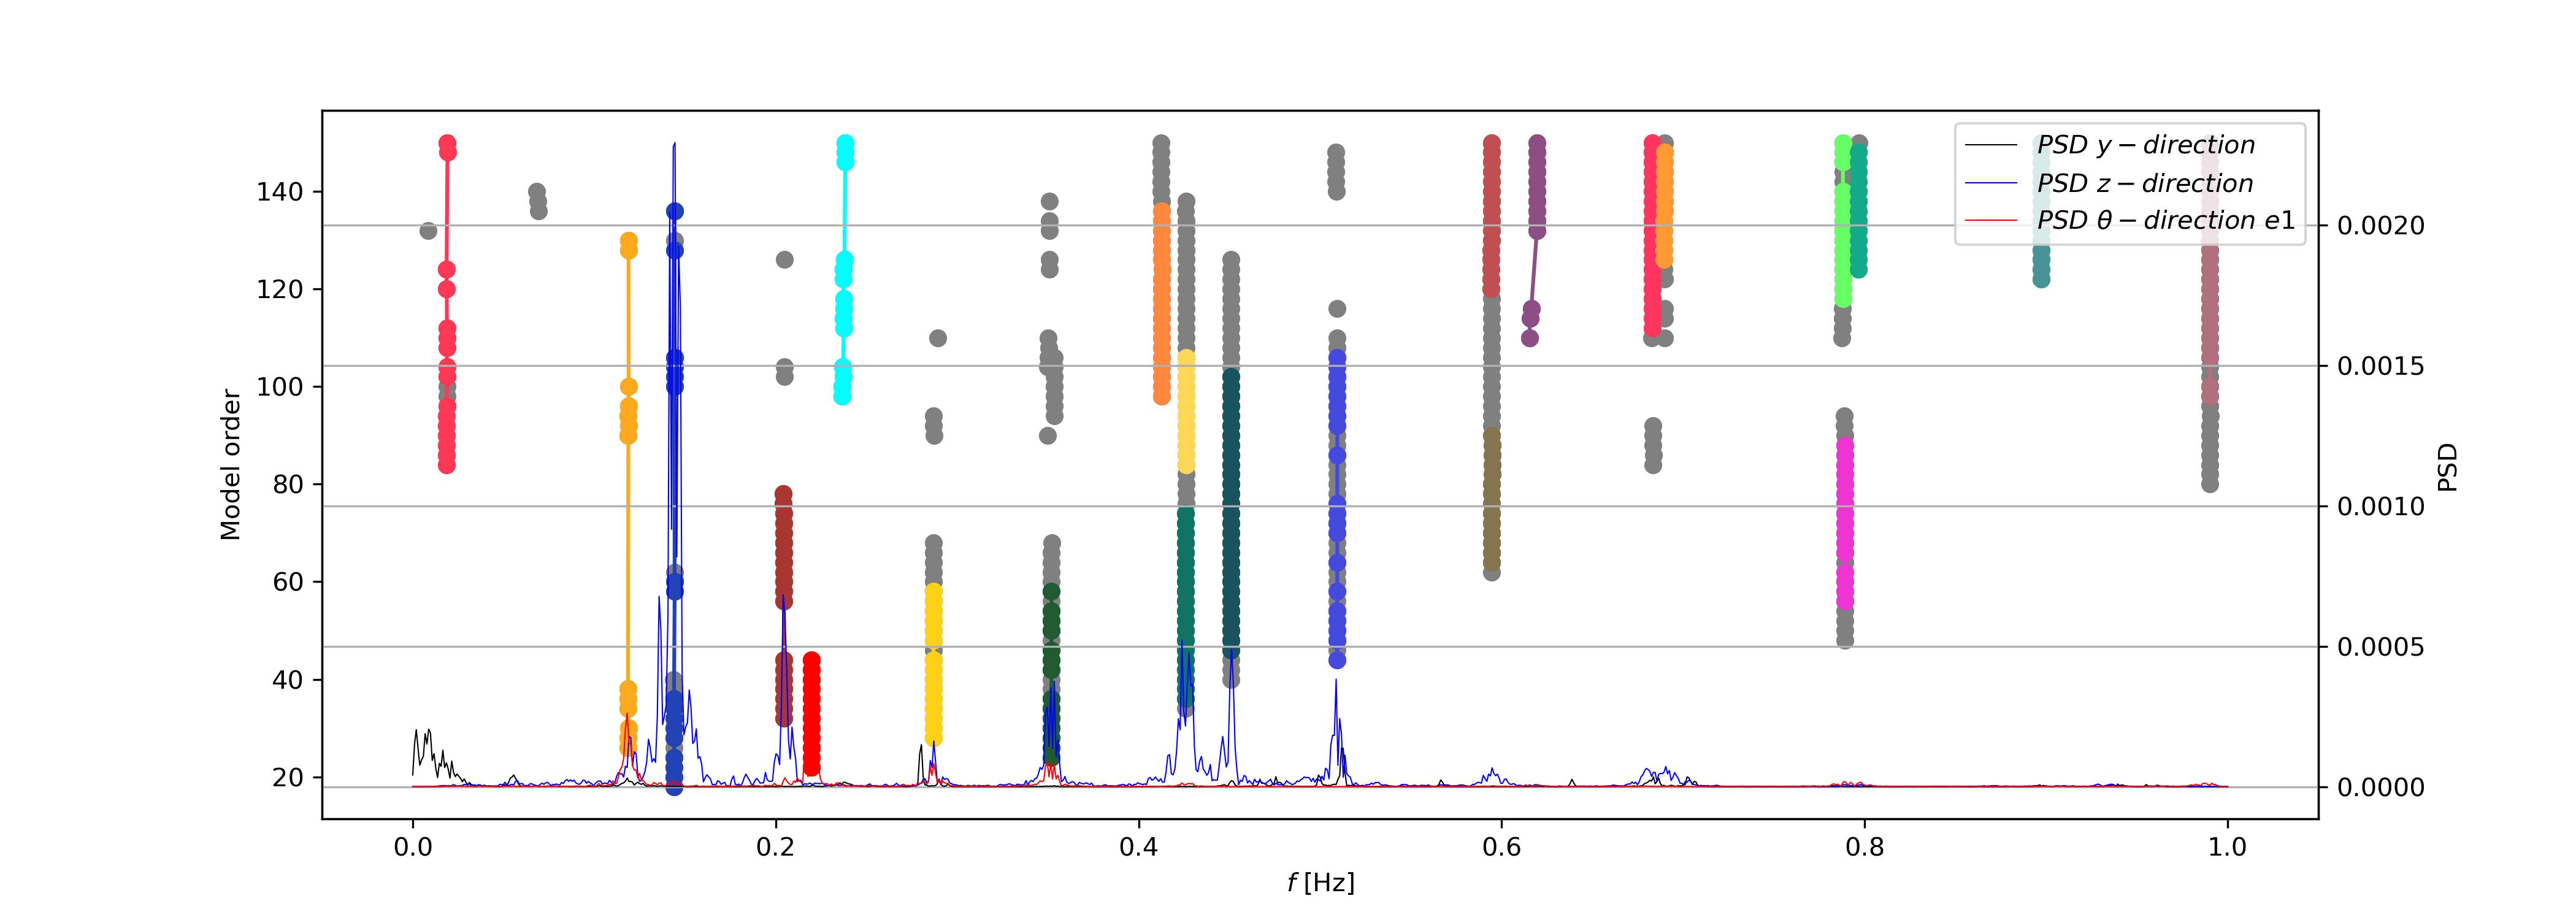 PSD y − direction
PSD z − direction
PSD θ − direction e1
Model order
140
120
100
80
60
40
20
0.0020
0.0015
0.0010
0.0005
0.0000
PSD
0.0 0.2 0.4 0.6 0.8 1.0
f [Hz]